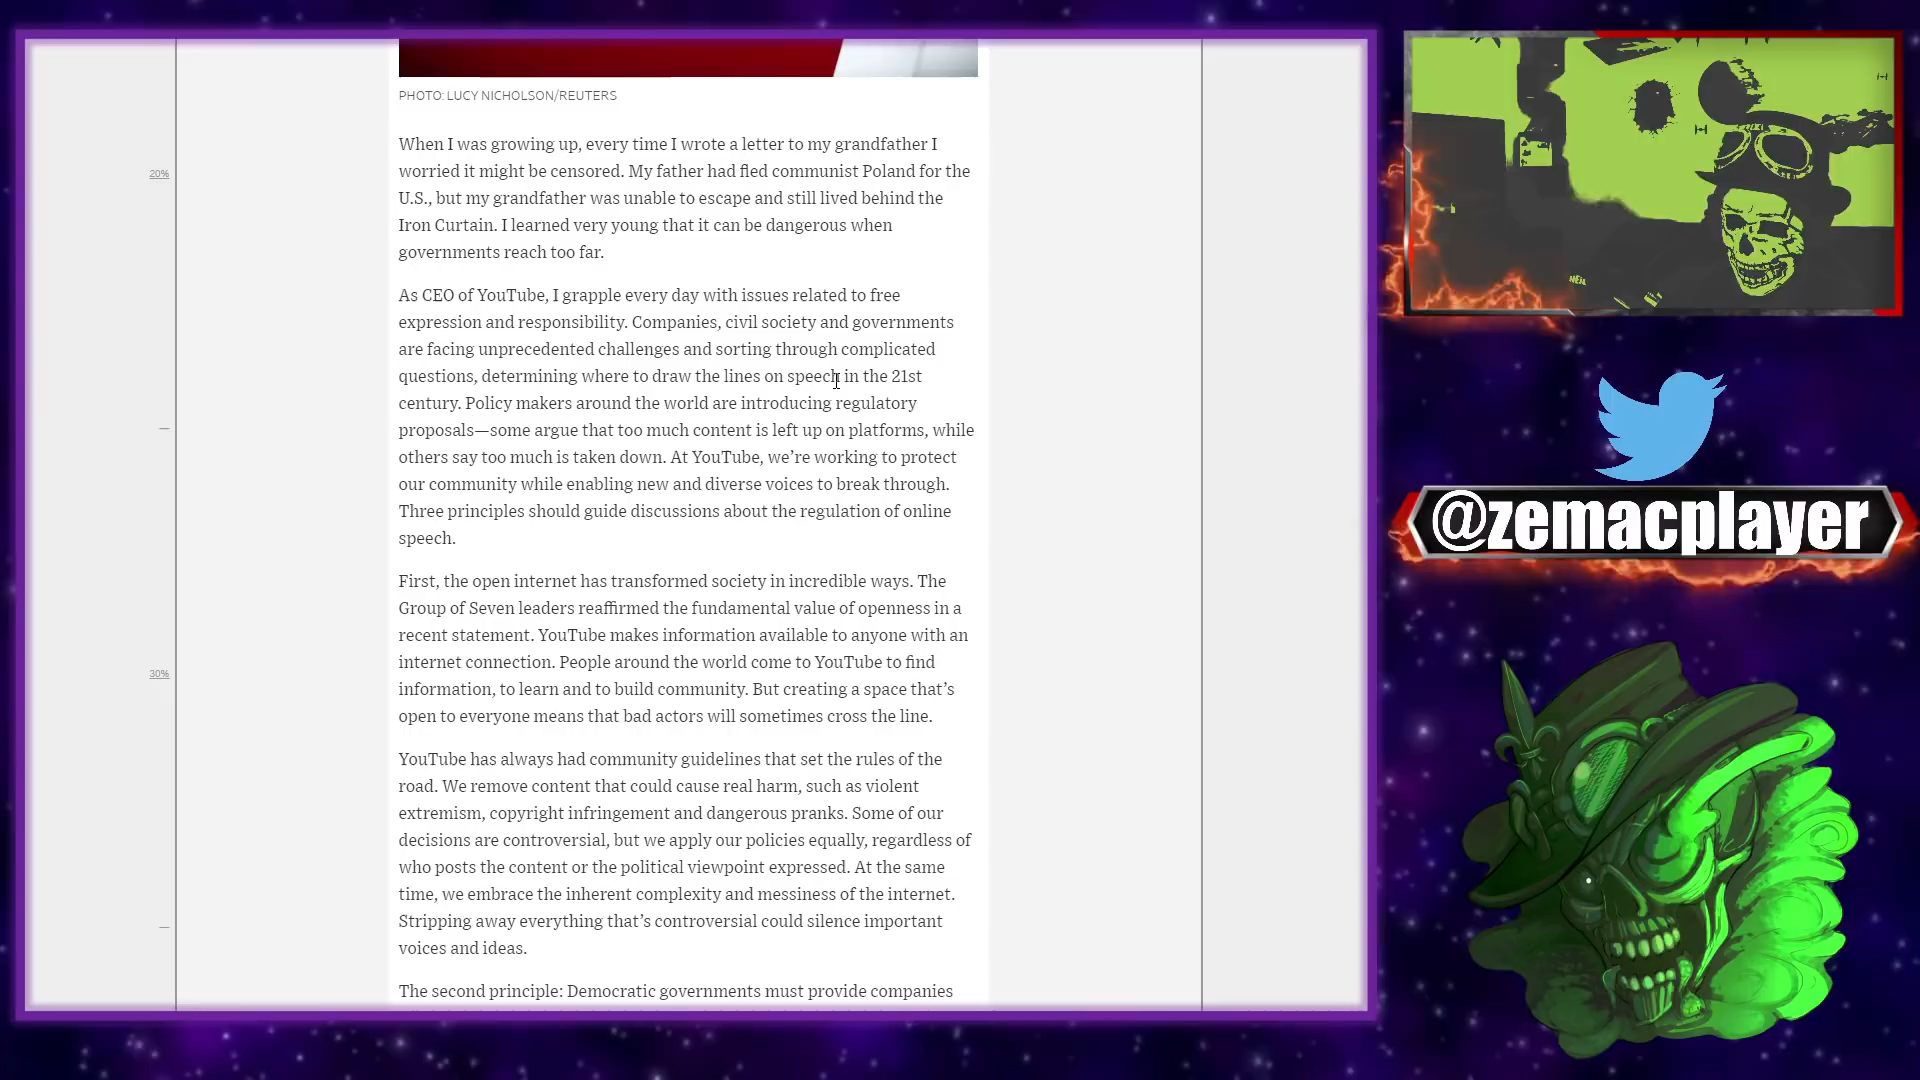 PHOTO: LUCY NICHOLSON/REUTERS
When I was growing up, every time I wrote a letter to my grandfather I
worried it might be censored. My father had fled communist Poland for the
U.S., but my grandfather was unable to escape and still lived behind the
Iron Curtain. I learned very young that it can be dangerous when
governments reach too far.
As CEO of YouTube, I grapple every day with issues related to free
expression and responsibility. Companies, civil society and governments
are facing unprecedented challenges and sorting through complicated
questions, determining where to draw the lines on speech in the 21st
century. Policy makers around the world are introducing regulatory
proposals—some argue that too much content is left up on platforms, while
others say too much is taken down. At YouTube, we’re working to protect
our community while enabling new and diverse voices to break through.
Three principles should guide discussions about the regulation of online
speech.
First, the open internet has transformed society in incredible ways. The
Group of Seven leaders reaffirmed the fundamental value of openness in a
recent statement. YouTube makes information available to anyone with an
internet connection. People around the world come to YouTube to find
information, to learn and to build community. But creating a space that’s
open to everyone means that bad actors will sometimes cross the line.
YouTube has always had community guidelines that set the rules of the
road. We remove content that could cause real harm, such as violent
extremism, copyright infringement and dangerous pranks. Some of our
decisions are controversial, but we apply our policies equally, regardless of
who posts the content or the political viewpoint expressed. At the same
time, we embrace the inherent complexity and messiness of the internet.
Stripping away everything that’s controversial could silence important
voices and ideas.
The second principle: Democratic governments must provide companies
20%
30%
@zemacplayer